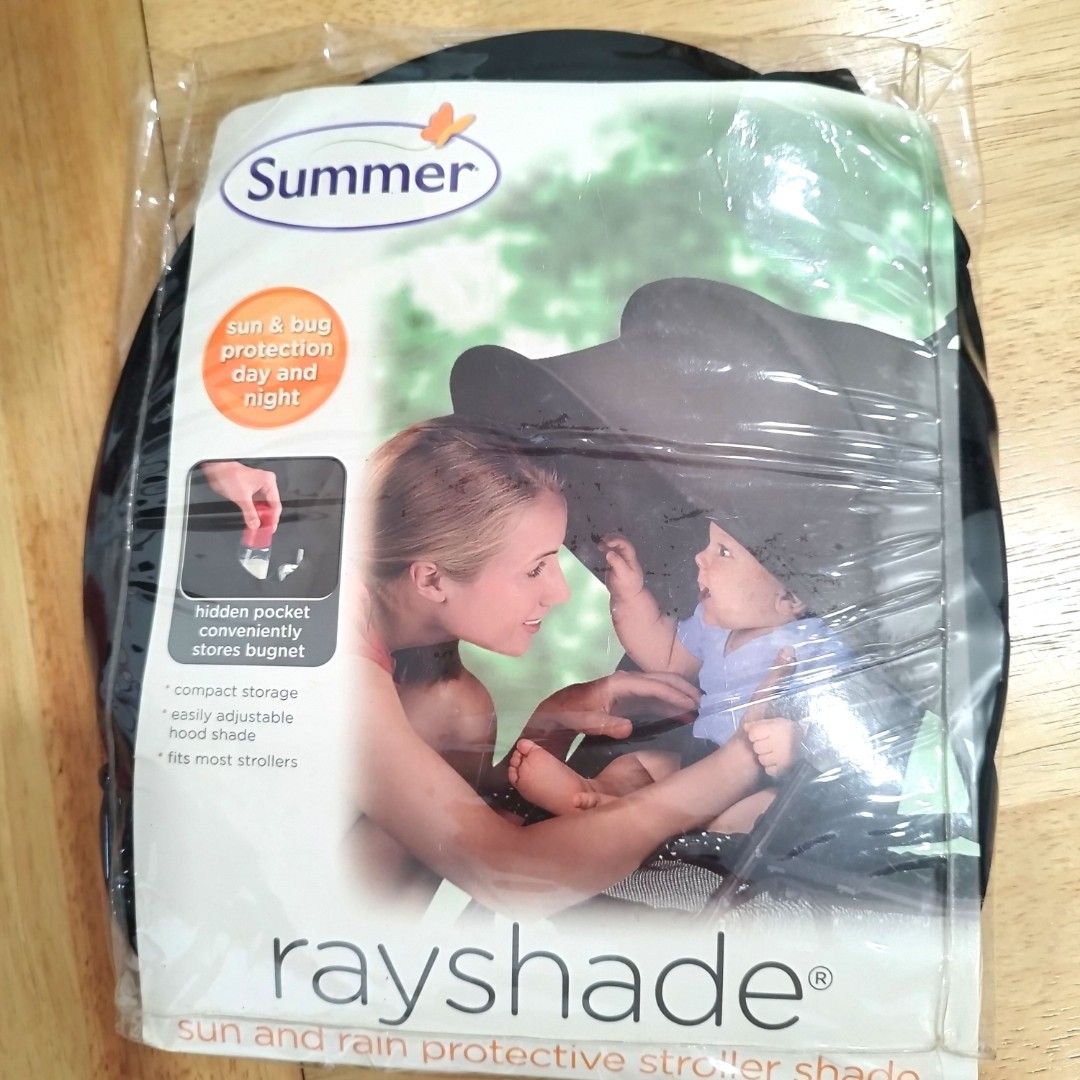 Summer
sun & bug
protection
day and
night
hidden pocket
conveniently
stores bugnet
* compact storage
* easily adjustable
hood shade
* fits most strollers
rayshade®
sun and rain protective stroller shade